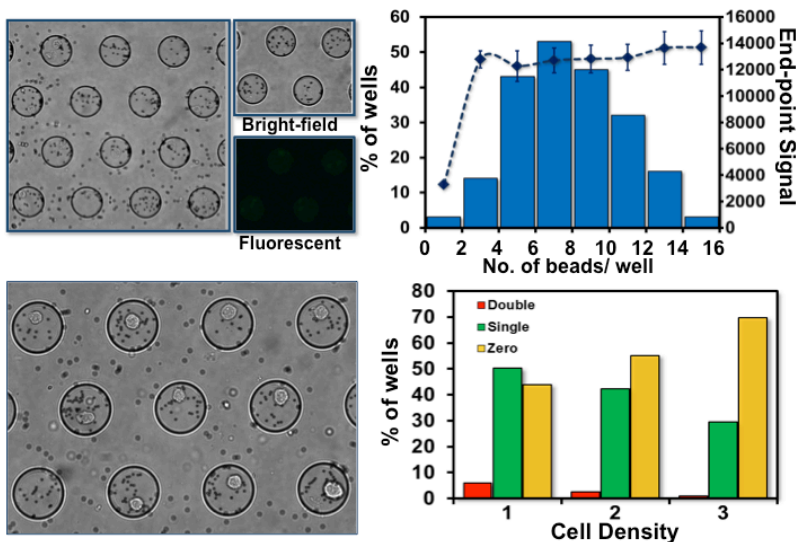 Bright-field
Fluorescent
% of wells
60
50
40
30
20
10
0
End-point Signal
16000
14000
12000
10000
8000
6000
4000
2000
0
0 2 4 6 8 10 12 14 16
No. of beads/ well
% of wells
80
70
60
50
40
30
20
10
0
Double
Single
Zero
1 2 3
Cell Density